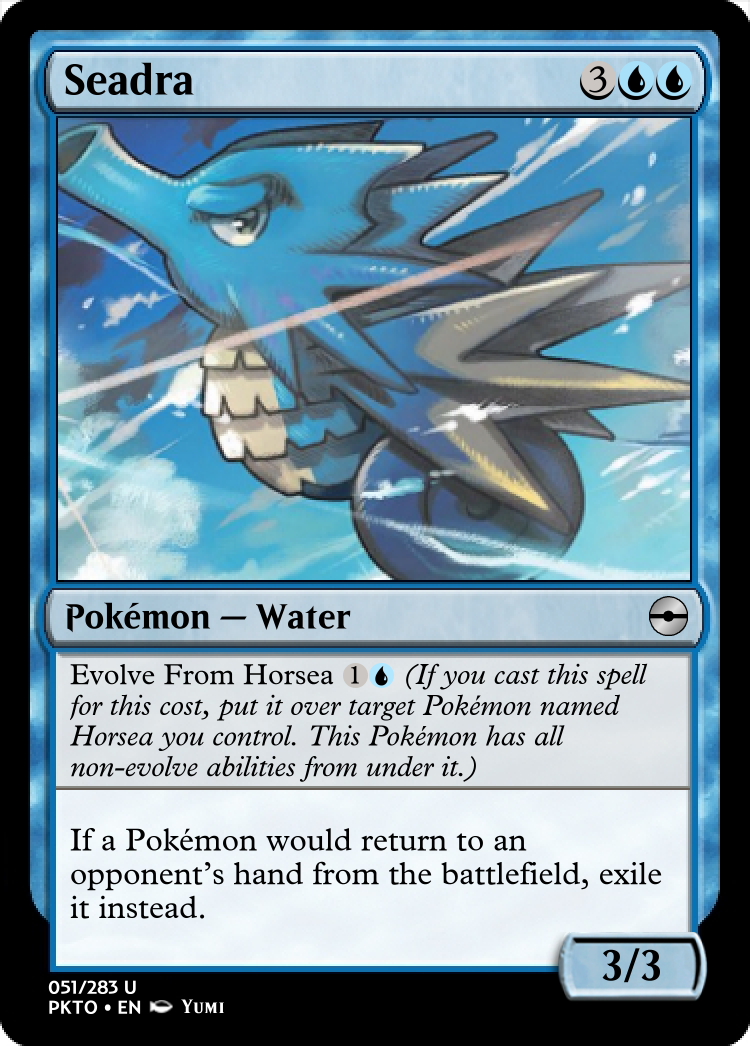 Seadra 3
Pokémon — Water
Evolve From Horsea 1 (If you cast this spell
for this cost, put it over target Pokémon named
Horsea you control. This Pokémon has all
non-evolve abilities from under it.)
If a Pokémon would return to an
opponent's hand from the battlefield, exile
it instead.
3/3
051/283 U
PKTO • EN Yumi